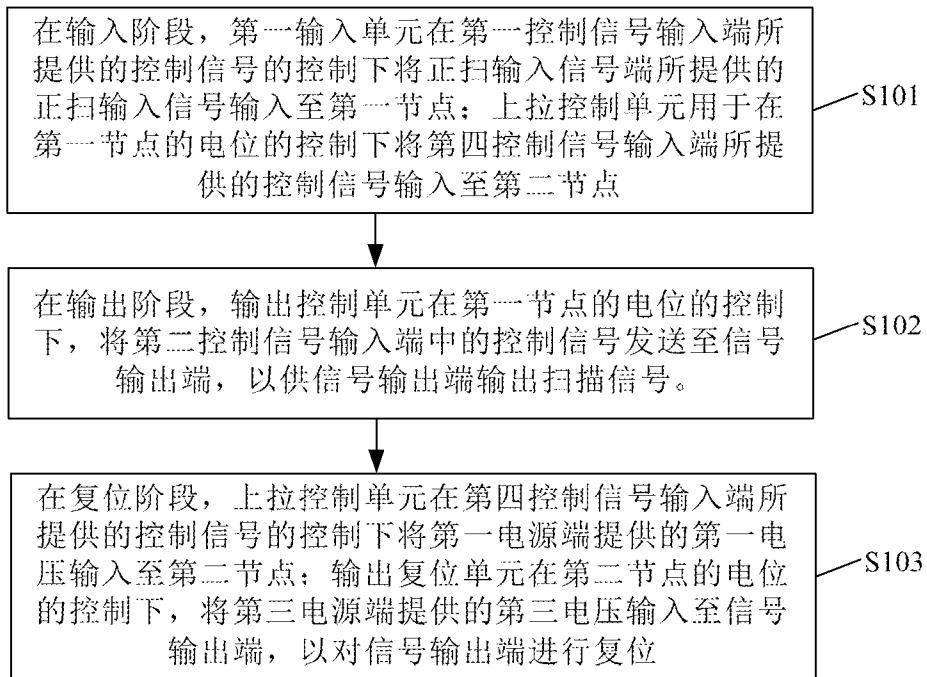 在输入阶段，第一输入单元在第一控制信号输入端所
提供的控制信号的控制下将正扫输入信号端所提供的
正扫输入信号输入至第一节点；上拉控制单元用于在
第一节点的电位的控制下将第四控制信号输入端所提
供的控制信号输入至第二节点
S101
在输出阶段，输出控制单元在第一节点的电位的控制
下，将第二控制信号输入端中的控制信号发送至信号
输出端，以供信号输出端输出扫描信号。
S102
在复位阶段，上拉控制单元在第四控制信号输入端所
提供的控制信号的控制下将第一电源端提供的第一电
压输入至第二节点；输出复位单元在第二节点的电位
的控制下，将第三电源端提供的第三电压输入至信号
输出端，以对信号输出端进行复位
S103